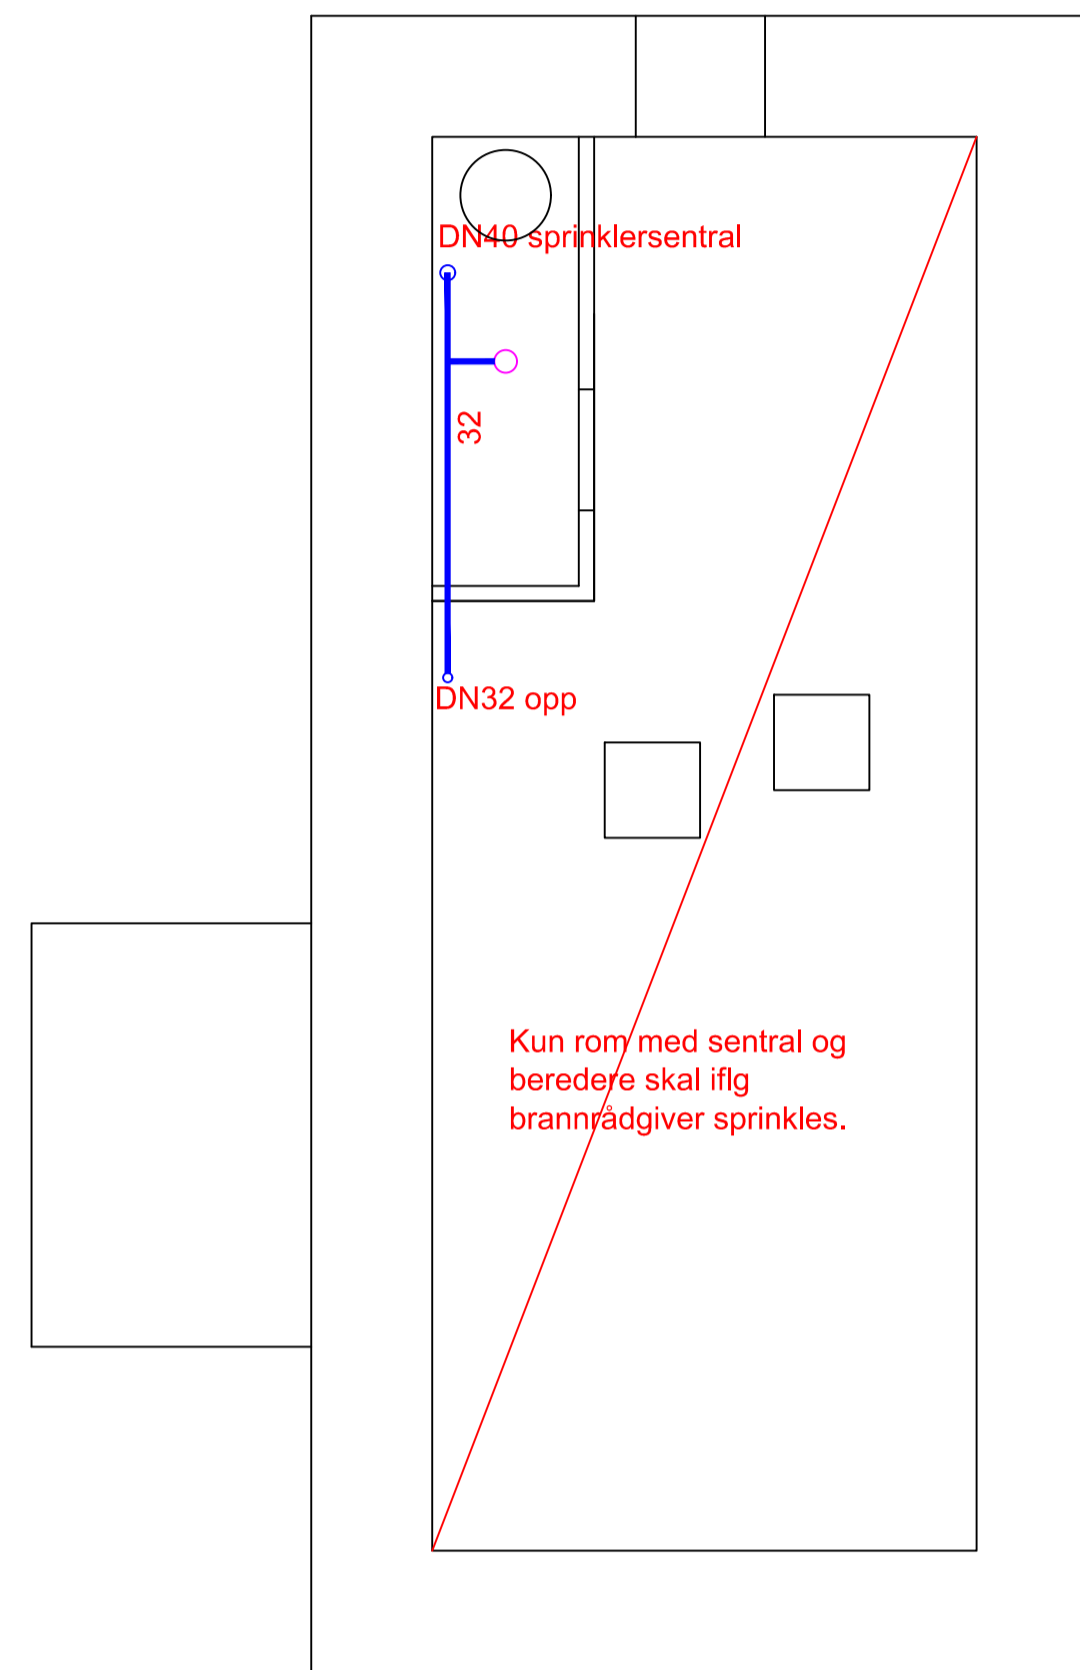 DN40 sprinklersentral
32
DN32 opp
Kun rom med sentral og
beredere skal iflg
brannrådgiver sprinkles.